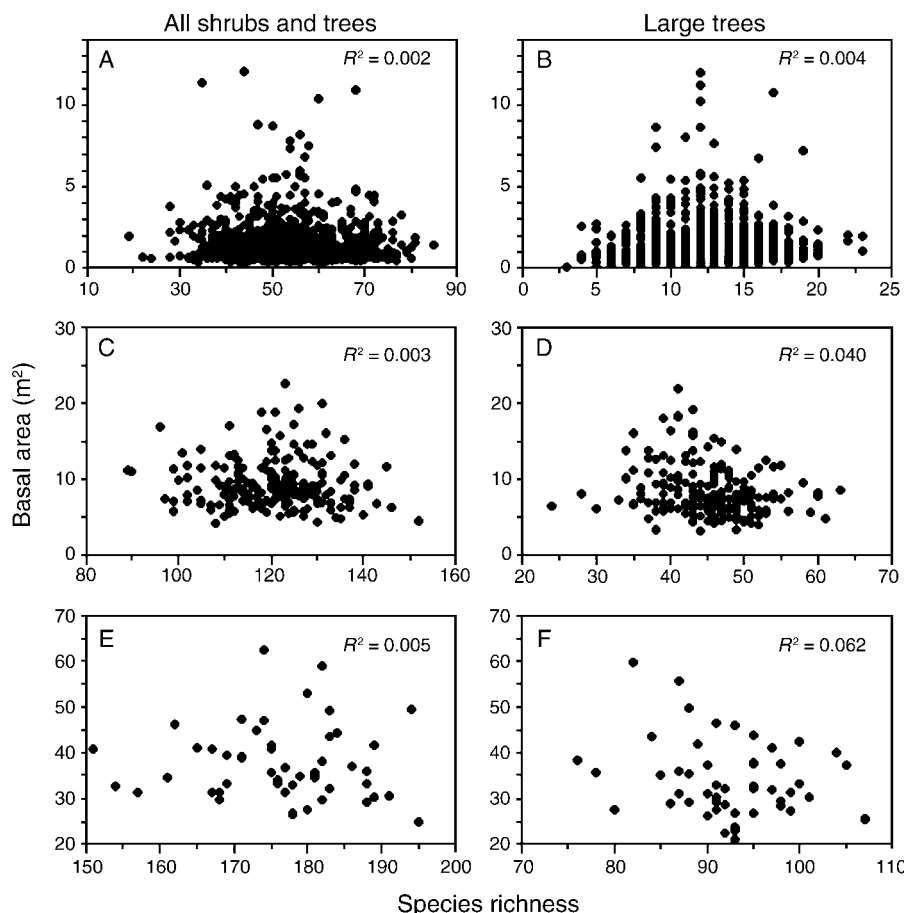 All shrubs and trees
Large trees
A
R² = 0.002
10
5
0
10 30 50 70 90
B
R² = 0.004
10
5
0
5 10 15 20 25
Basal area (m²)
C
R² = 0.003
30
20
10
0
80 100 120 140 160
D
R² = 0.040
30
20
10
0
20 30 40 50 60 70
E
R² = 0.005
70
60
50
40
30
20
150 160 170 180 190 200
F
R² = 0.062
70
60
50
40
30
20
70 80 90 100 110
Species richness